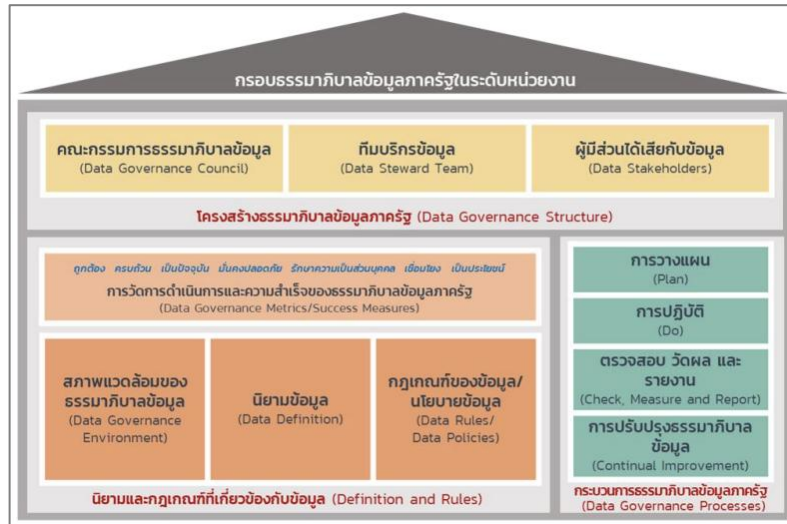 กรอบธรรมาภิบาลข้อมูลภาครัฐในระดับหน่วยงาน
คณะกรรมการธรรมาภิบาลข้อมูล
(Data Governance Council)
ทีมบริกรข้อมูล
(Data Steward Team)
ผู้มีส่วนได้เสียกับข้อมูล
(Data Stakeholders)
โครงสร้างธรรมาภิบาลข้อมูลภาครัฐ (Data Governance Structure)
ถูกต้อง ครบถ้วน เป็นปัจจุบัน มั่นคงปลอดภัย รักษาความเป็นส่วนบุคคล เชื่อมโยง เป็นประโยชน์
การวัดการดำเนินการและความสำเร็จของธรรมาภิบาลข้อมูลภาครัฐ
(Data Governance Metrics/Success Measures)
สภาพแวดล้อมของ
ธรรมาภิบาลข้อมูล
(Data Governance
Environment)
นิยามข้อมูล
(Data Definition)
กฎเกณฑ์ของข้อมูล/
นโยบายข้อมูล
(Data Rules/
Data Policies)
นิยามและกฎเกณฑ์ที่เกี่ยวข้องกับข้อมูล (Definition and Rules)
การวางแผน
(Plan)
การปฏิบัติ
(Do)
ตรวจสอบ วัดผล และ
รายงาน
(Check, Measure and Report)
การปรับปรุงธรรมาภิบาล
ข้อมูล
(Continual Improvement)
กระบวนการธรรมาภิบาลข้อมูลภาครัฐ
(Data Governance Processes)